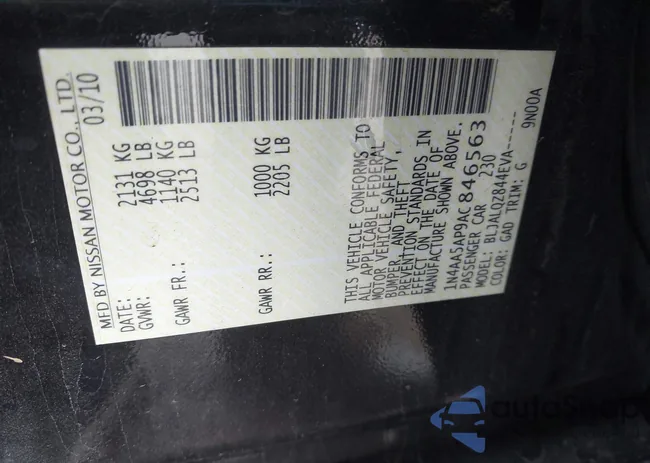 MFD BY NISSAN MOTOR CO., LTD.
DATE: 03/10
GVWR: 2131 KG
4698 LB
GAWR FR.: 1140 KG
2513 LB
GAWR RR.: 1000 KG
2205 LB
THIS VEHICLE CONFORMS TO
ALL APPLICABLE FEDERAL
MOTOR VEHICLE SAFETY,
BUMPER, AND THEFT
PREVENTION STANDARDS IN
EFFECT ON THE DATE OF
MANUFACTURE SHOWN ABOVE.
1N4AA5AP9AC846563
PASSENGER CAR 230
MODEL: BLJALQZ844EVA-----
COLOR: GAD TRIM: G 9N00A
autoShop